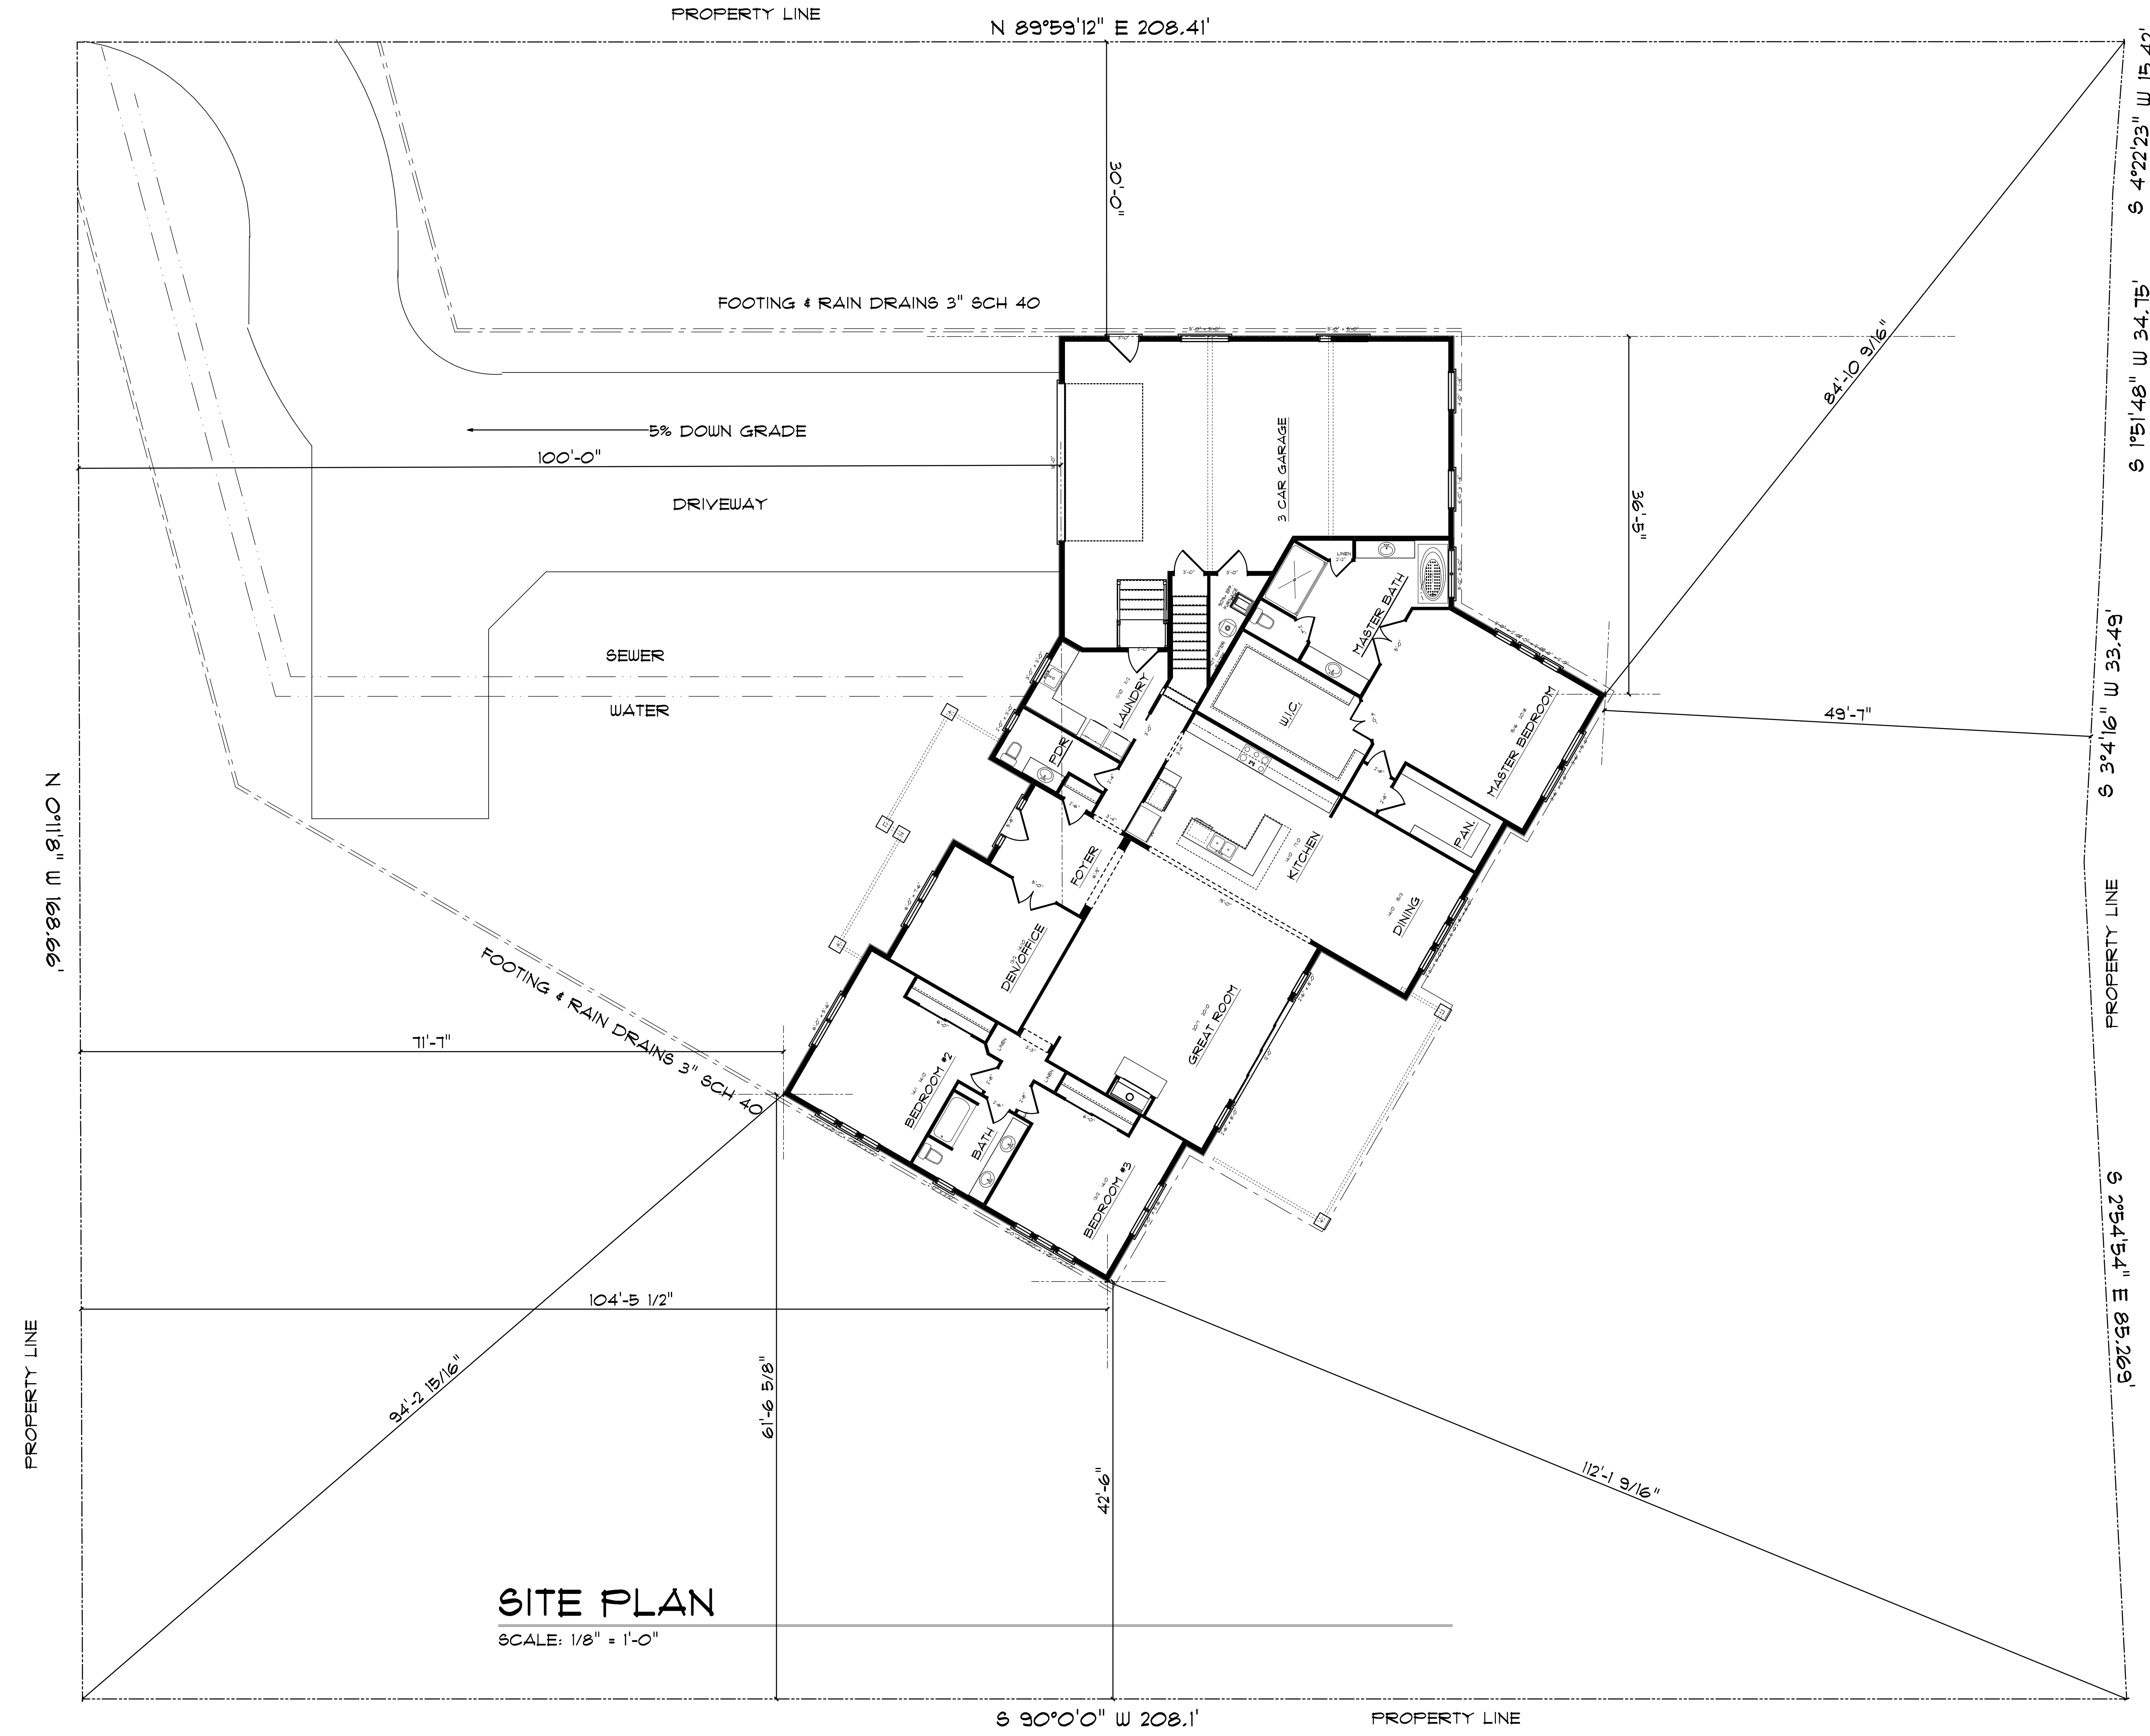 PROPERTY LINE
N 89°59'12" E 208.41'
S 4°22'23" W 15.42'
30'-0"
S 1°51'48" W 34.75'
FOOTING & RAIN DRAINS 3" SCH 40
84'-10 9/16"
5% DOWN GRADE
100'-0"
3 CAR GARAGE
36'-5"
DRIVEWAY
LINEN
MASTER BATH
SEWER
WATER
LAUNDRY
W.I.C.
MASTER BEDROOM
49'-7"
S 3°4'16" W 33.49'
PDR
N 0°11'8" W 168.66'
FOYER
KITCHEN
PAN.
DINING
PROPERTY LINE
DEN/OFFICE
FOOTING & RAIN DRAINS 3" SCH 40
GREAT ROOM
71'-7"
LINEN
LINEN
BEDROOM #2
BATH
BEDROOM #3
S 2°54'54" E 85.269'
104'-5 1/2"
PROPERTY LINE
94'-2 15/16"
61'-6 5/8"
42'-6"
112'-1 9/16"
SITE PLAN
SCALE: 1/8" = 1'-0"
S 90°0'0" W 208.1'
PROPERTY LINE